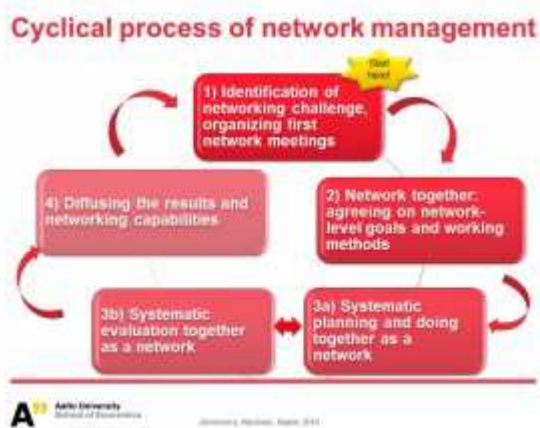 Cyclical process of network management
Start
here!
1) Identification of
networking challenge,
organizing first
network meetings
4) Diffusing the results and
networking capabilities
2) Network together:
agreeing on network-
level goals and working
methods
3b) Systematic
evaluation together
as a network
3a) Systematic
planning and doing
together as a
network
A
Aalto University
School of Economics